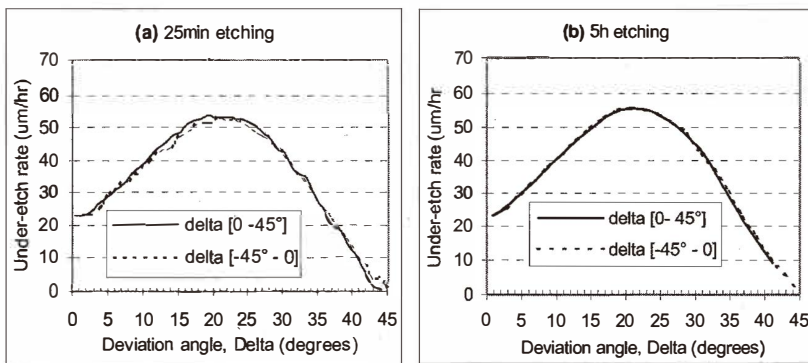 (a) 25min etching
Under-etch rate (um/hr)
70
60
50
40
30
20
10
0
delta [0 -45°]
delta [-45° - 0]
0 5 10 15 20 25 30 35 40 45
Deviation angle, Delta (degrees)
(b) 5h etching
Under-etch rate (um/hr)
70
60
50
40
30
20
10
0
delta [0- 45°]
delta [-45° - 0]
0 5 10 15 20 25 30 35 40 45
Deviation angle, Delta (degrees)